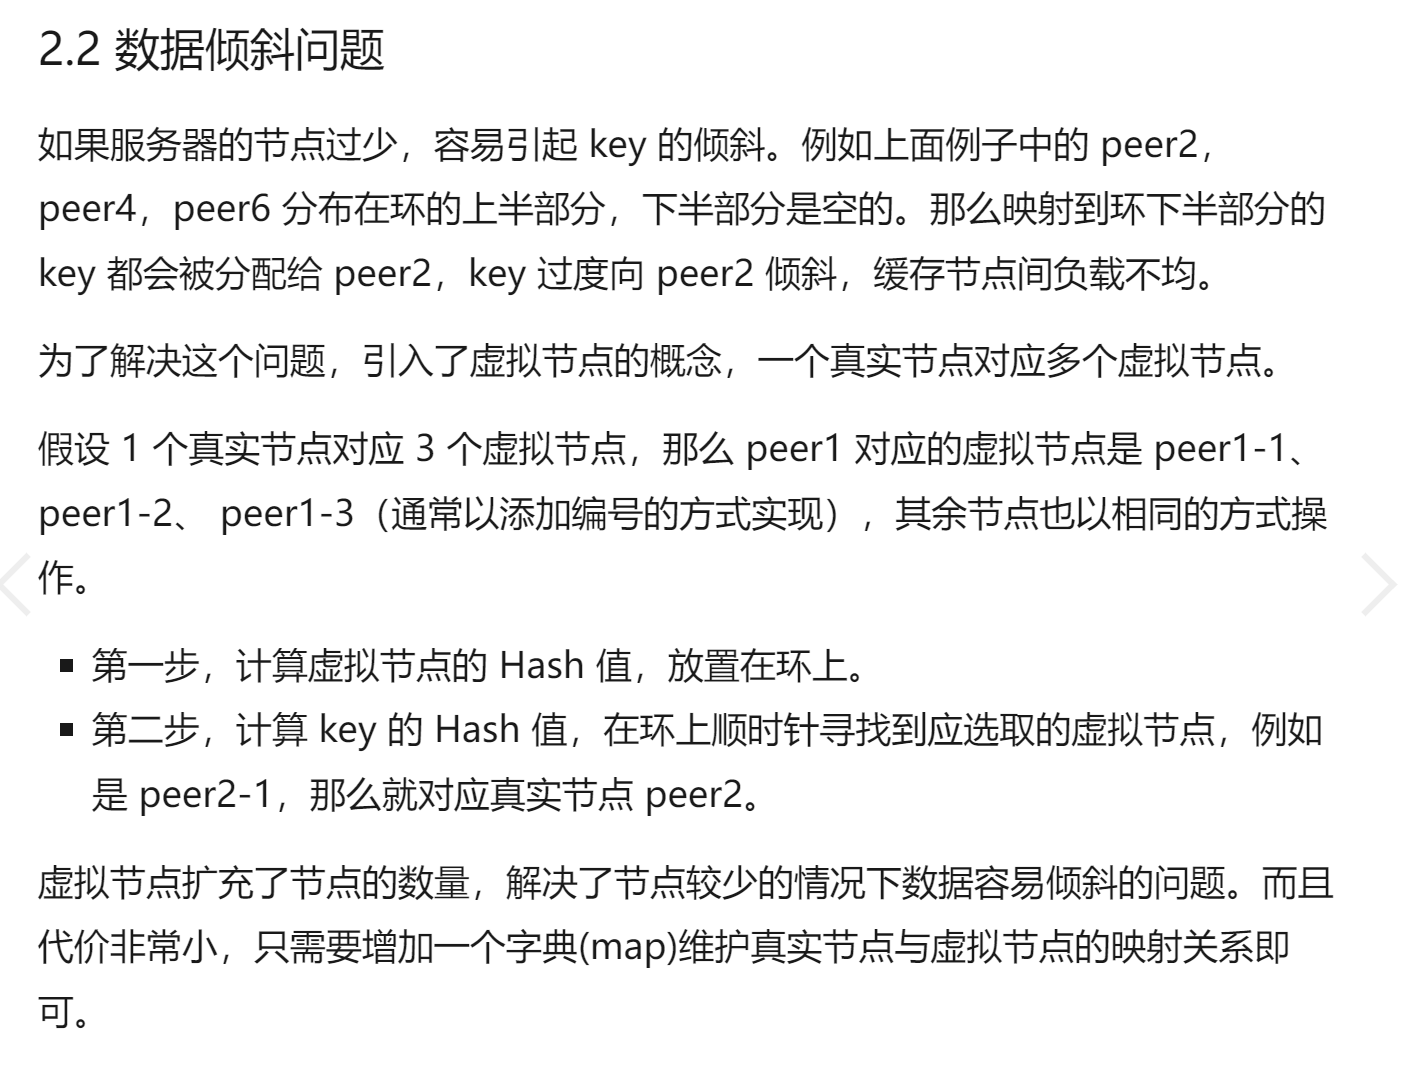 2.2 数据倾斜问题
如果服务器的节点过少，容易引起 key 的倾斜。例如上面例子中的 peer2，
peer4，peer6 分布在环的上半部分，下半部分是空的。那么映射到环下半部分的
key 都会被分配给 peer2，key 过度向 peer2 倾斜，缓存节点间负载不均。
为了解决这个问题，引入了虚拟节点的概念，一个真实节点对应多个虚拟节点。
假设 1 个真实节点对应 3 个虚拟节点，那么 peer1 对应的虚拟节点是 peer1-1、
peer1-2、 peer1-3（通常以添加编号的方式实现），其余节点也以相同的方式操
作。
▪ 第一步，计算虚拟节点的 Hash 值，放置在环上。
▪ 第二步，计算 key 的 Hash 值，在环上顺时针寻找到应选取的虚拟节点，例如
是 peer2-1，那么就对应真实节点 peer2。
虚拟节点扩充了节点的数量，解决了节点较少的情况下数据容易倾斜的问题。而且
代价非常小，只需要增加一个字典(map)维护真实节点与虚拟节点的映射关系即
可。